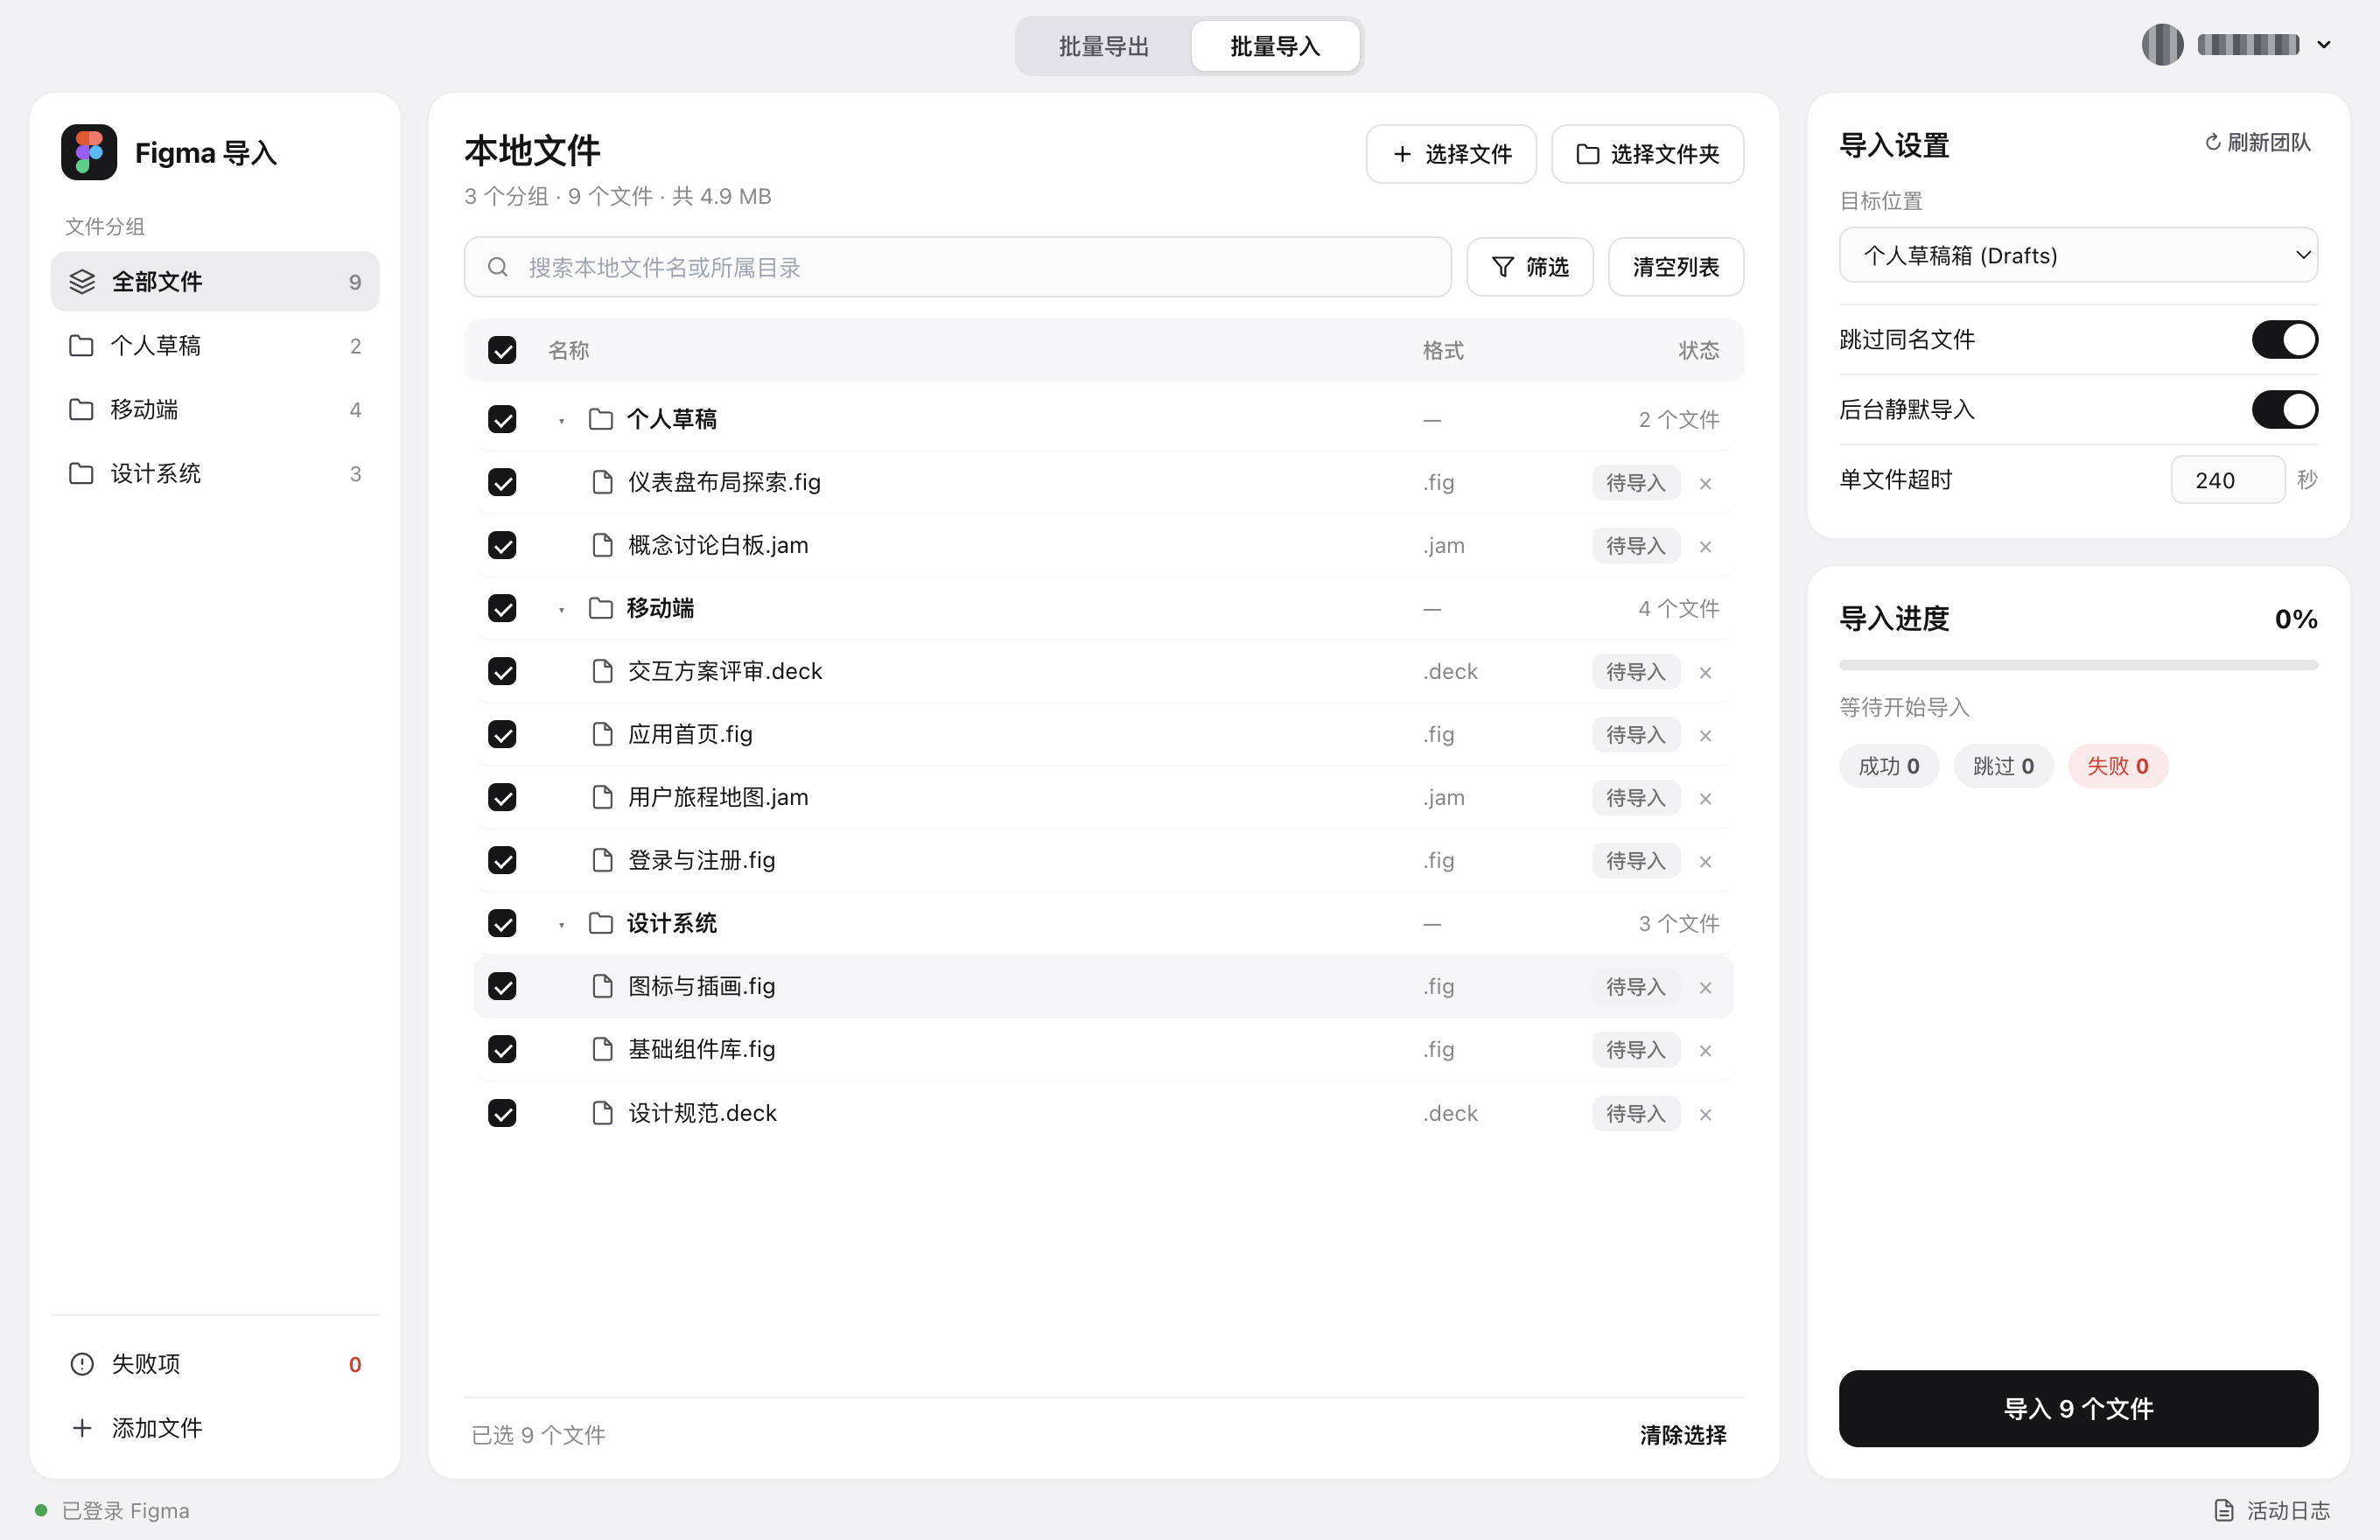 批量导出 批量导入
Figma 导入
文件分组
全部文件 9
个人草稿 2
移动端 4
设计系统 3
失败项 0
添加文件
本地文件
3 个分组 · 9 个文件 · 共 4.9 MB
选择文件 选择文件夹
搜索本地文件名或所属目录
筛选 清空列表
名称 格式 状态
个人草稿 — 2 个文件
仪表盘布局探索.fig .fig 待导入 ×
概念讨论白板.jam .jam 待导入 ×
移动端 — 4 个文件
交互方案评审.deck .deck 待导入 ×
应用首页.fig .fig 待导入 ×
用户旅程地图.jam .jam 待导入 ×
登录与注册.fig .fig 待导入 ×
设计系统 — 3 个文件
图标与插画.fig .fig 待导入 ×
基础组件库.fig .fig 待导入 ×
设计规范.deck .deck 待导入 ×
已选 9 个文件 清除选择
导入设置 刷新团队
目标位置
个人草稿箱 (Drafts)
跳过同名文件
后台静默导入
单文件超时 240 秒
导入进度 0%
等待开始导入
成功 0 跳过 0 失败 0
导入 9 个文件
已登录 Figma 活动日志